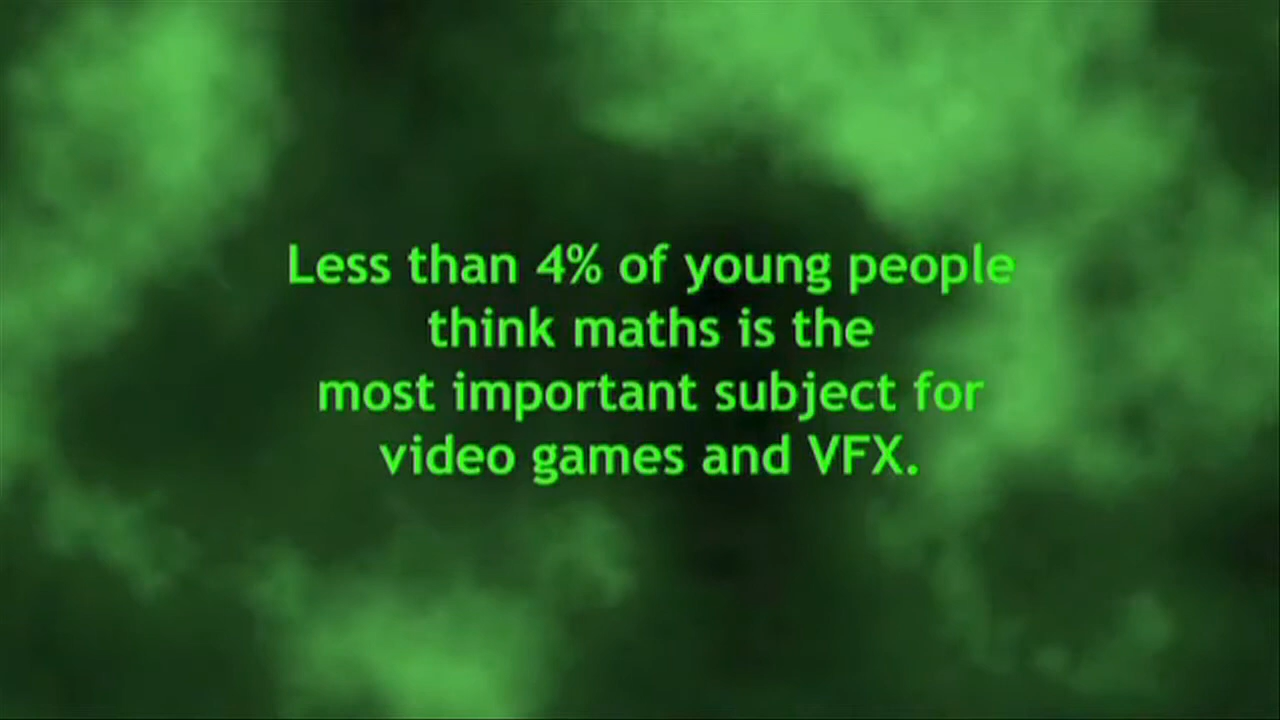 Less than 4% of young people
think maths is the
most important subject for
video games and VFX.